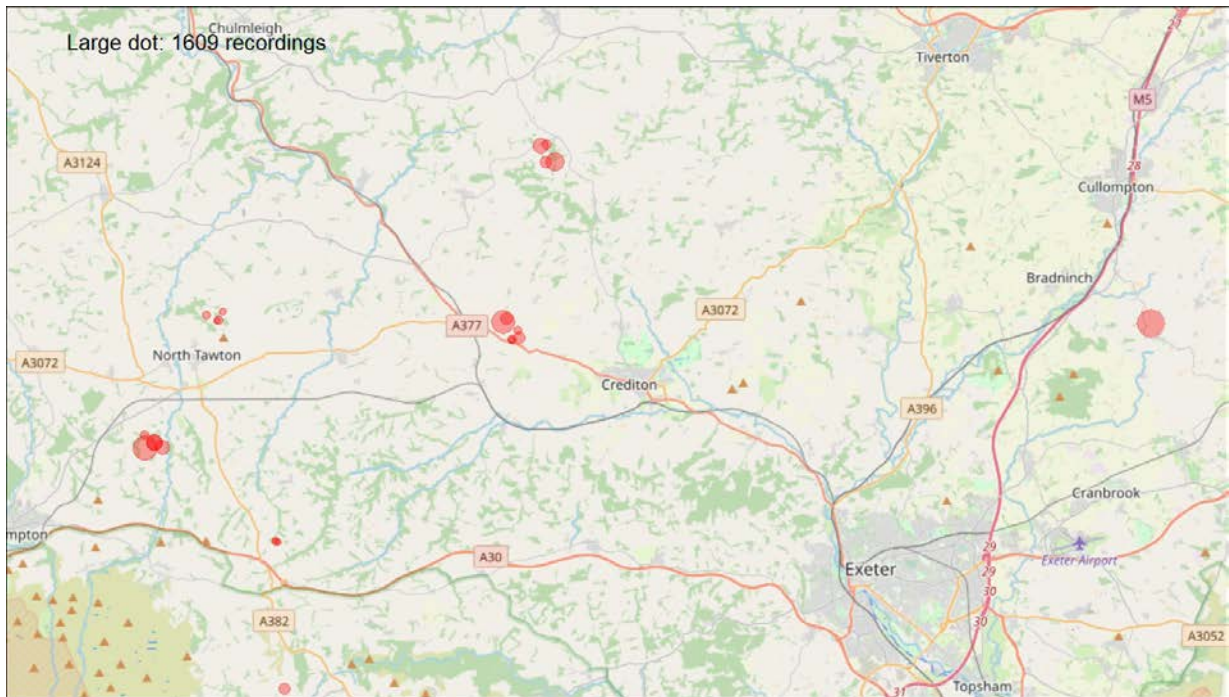 Chulmleigh
Large dot: 1609 recordings
Tiverton
27
M5
A3124
28
Cullompton
Bradninch
A3072
A377
North Tawton
A3072
Crediton
A396
Cranbrook
mpton
29
Exeter Airport
A30
Exeter
29
30
30
A382
A3052
Topsham
31